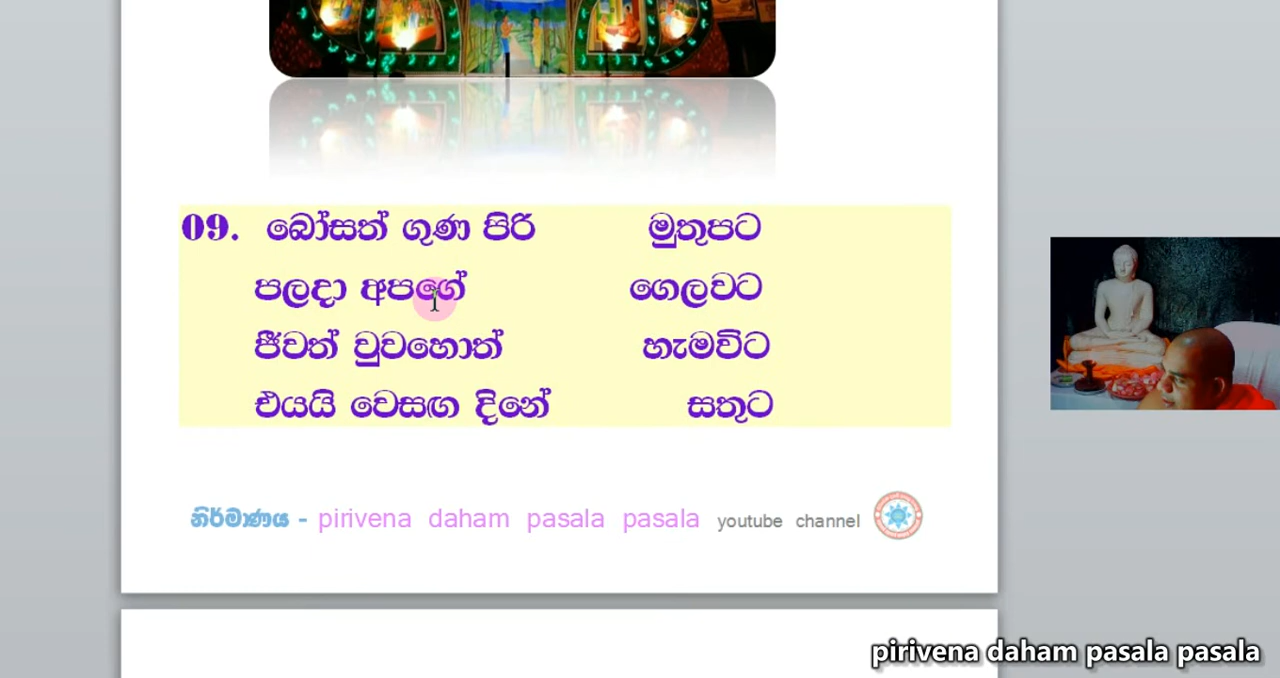 09. බෝසත් ගුණ පිරි මුතුපට
පලදා අපගේ ගෙලවට
ජීවත් වුවහොත් හැමවිට
එයයි වෙසඟ දිනේ සතුට
නිර්මාණය - pirivena daham pasala pasala youtube channel
pirivena daham pasala pasala